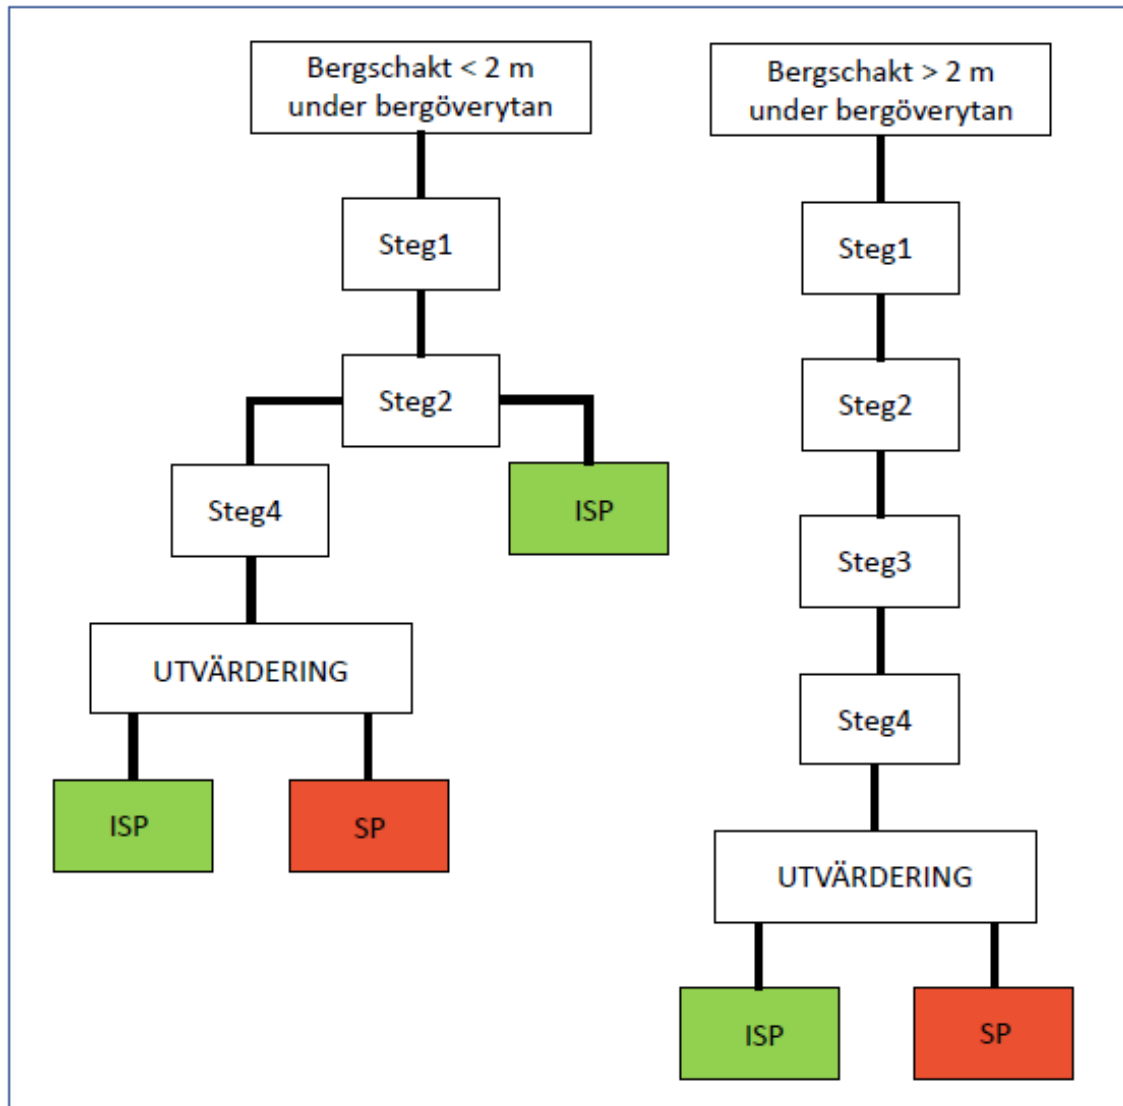 Bergschakt < 2 m
under bergöverytan
Steg1
Steg2
Steg4
ISP
UTVÄRDERING
ISP
SP
Bergschakt > 2 m
under bergöverytan
Steg1
Steg2
Steg3
Steg4
UTVÄRDERING
ISP
SP